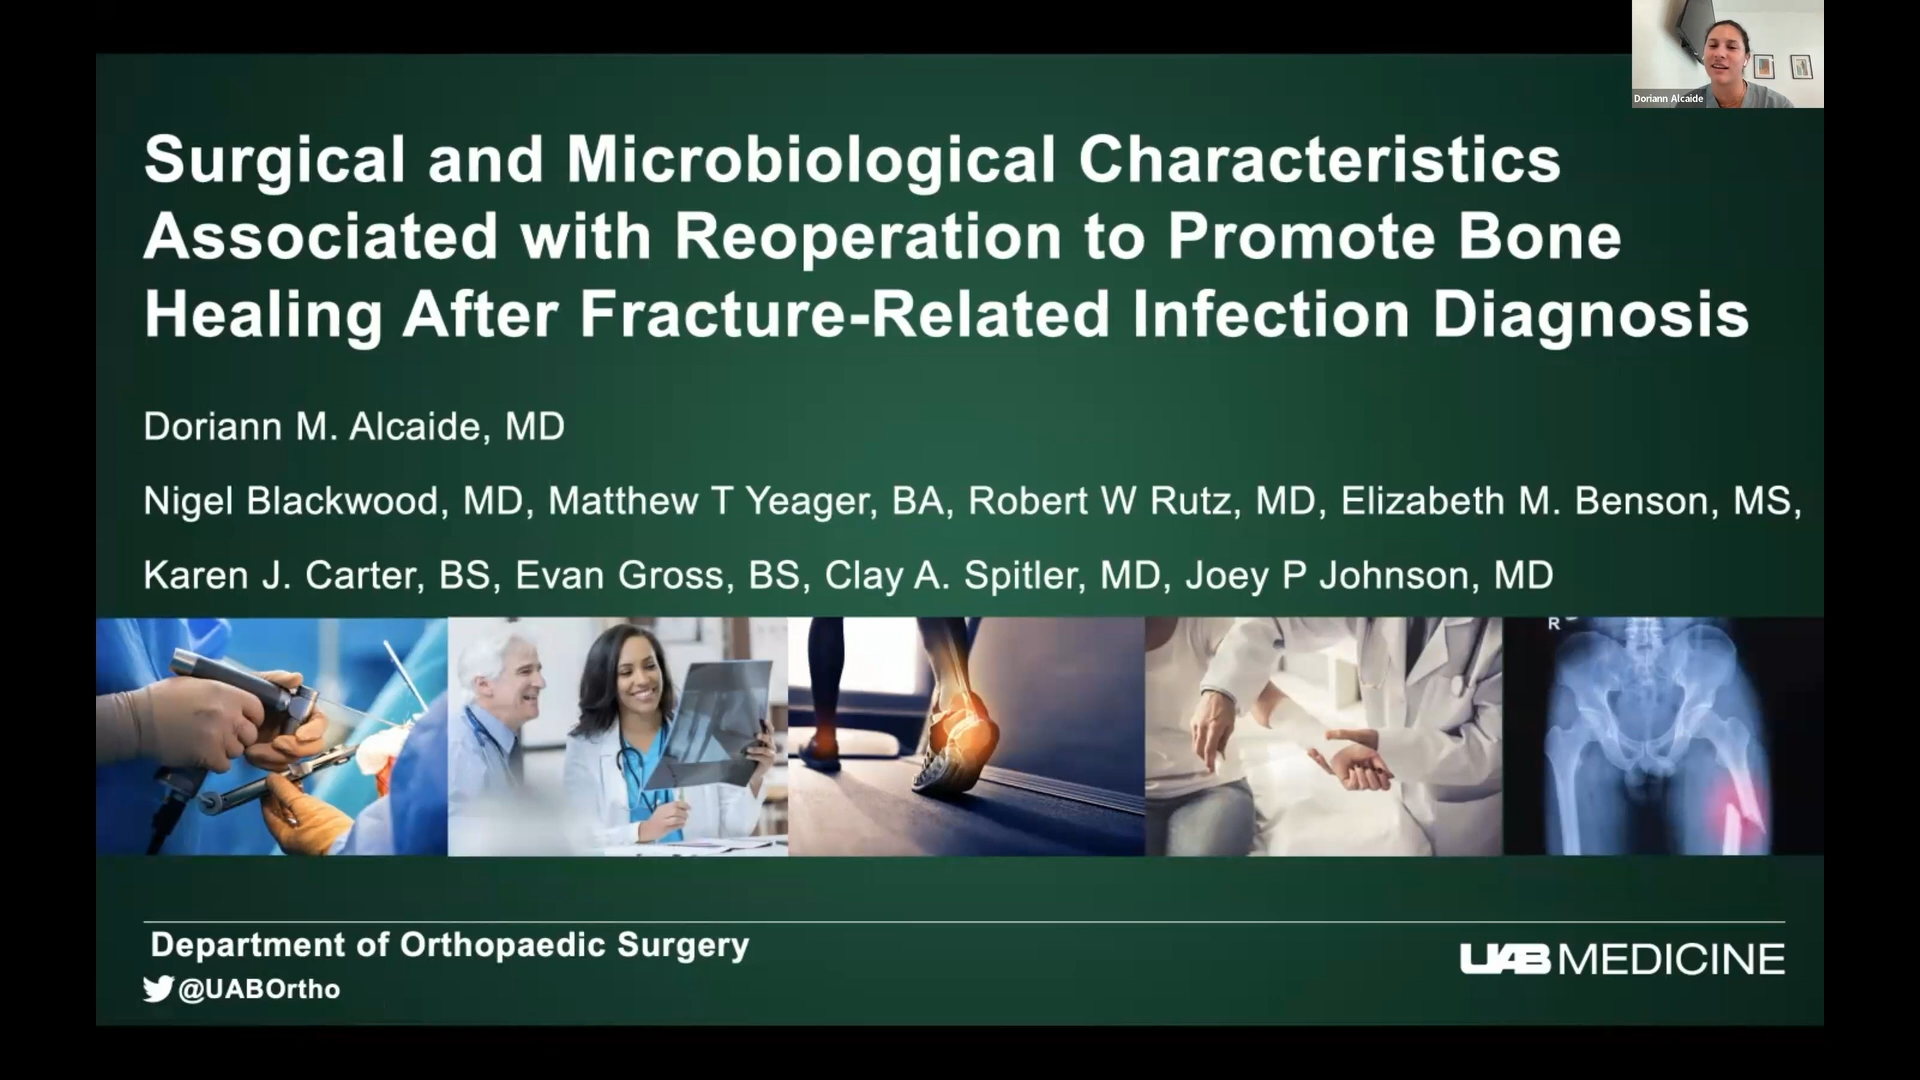 Doriann Alcaide
Surgical and Microbiological Characteristics
Associated with Reoperation to Promote Bone
Healing After Fracture-Related Infection Diagnosis
Doriann M. Alcaide, MD
Nigel Blackwood, MD, Matthew T Yeager, BA, Robert W Rutz, MD, Elizabeth M. Benson, MS,
Karen J. Carter, BS, Evan Gross, BS, Clay A. Spitler, MD, Joey P Johnson, MD
R
Department of Orthopaedic Surgery
@UABOrtho
UAB MEDICINE